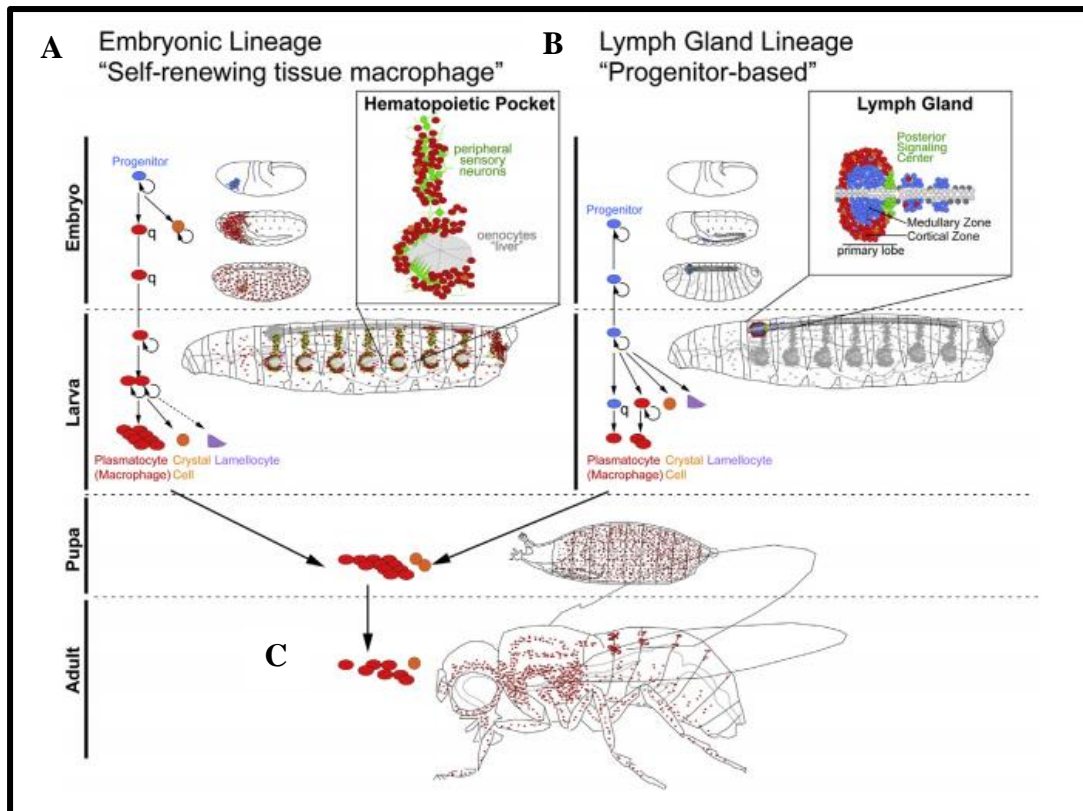 A
Embryonic Lineage
“Self-renewing tissue macrophage”
B
Lymph Gland Lineage
“Progenitor-based”
Hematopoietic Pocket
peripheral
sensory
neurons
oenocytes
“liver”
Lymph Gland
Posterior
Signaling
Center
Medullary Zone
Cortical Zone
primary lobe
Embryo
Progenitor
q
q
Progenitor
Larva
Plasmatocyte Crystal Lamellocyte
(Macrophage) Cell
q
Plasmatocyte Crystal Lamellocyte
(Macrophage) Cell
Pupa
Adult
C